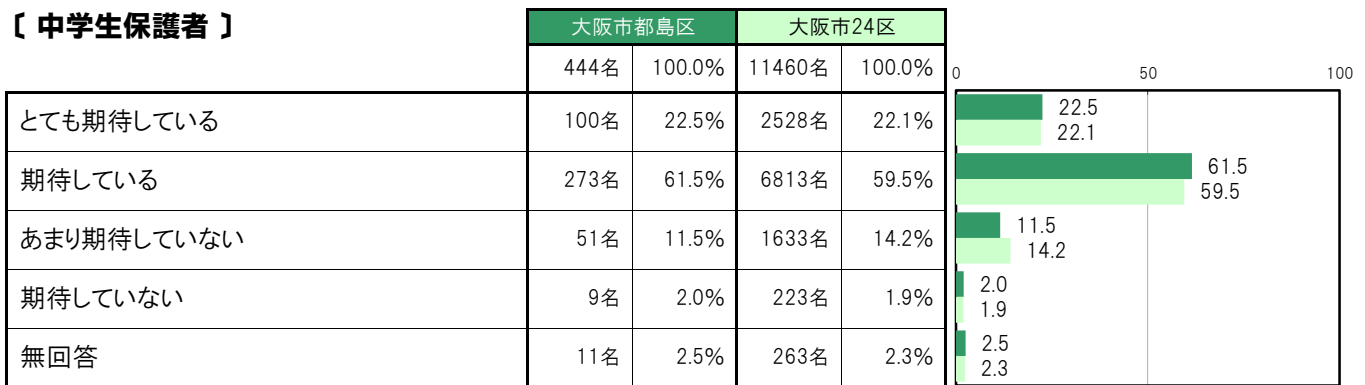 〔 中学生保護者 〕
大阪市都島区 大阪市24区
444名 100.0% 11460名 100.0%
0 50 100
とても期待している 100名 22.5% 2528名 22.1%
22.5
22.1
期待している 273名 61.5% 6813名 59.5%
61.5
59.5
あまり期待していない 51名 11.5% 1633名 14.2%
11.5
14.2
期待していない 9名 2.0% 223名 1.9%
2.0
1.9
無回答 11名 2.5% 263名 2.3%
2.5
2.3